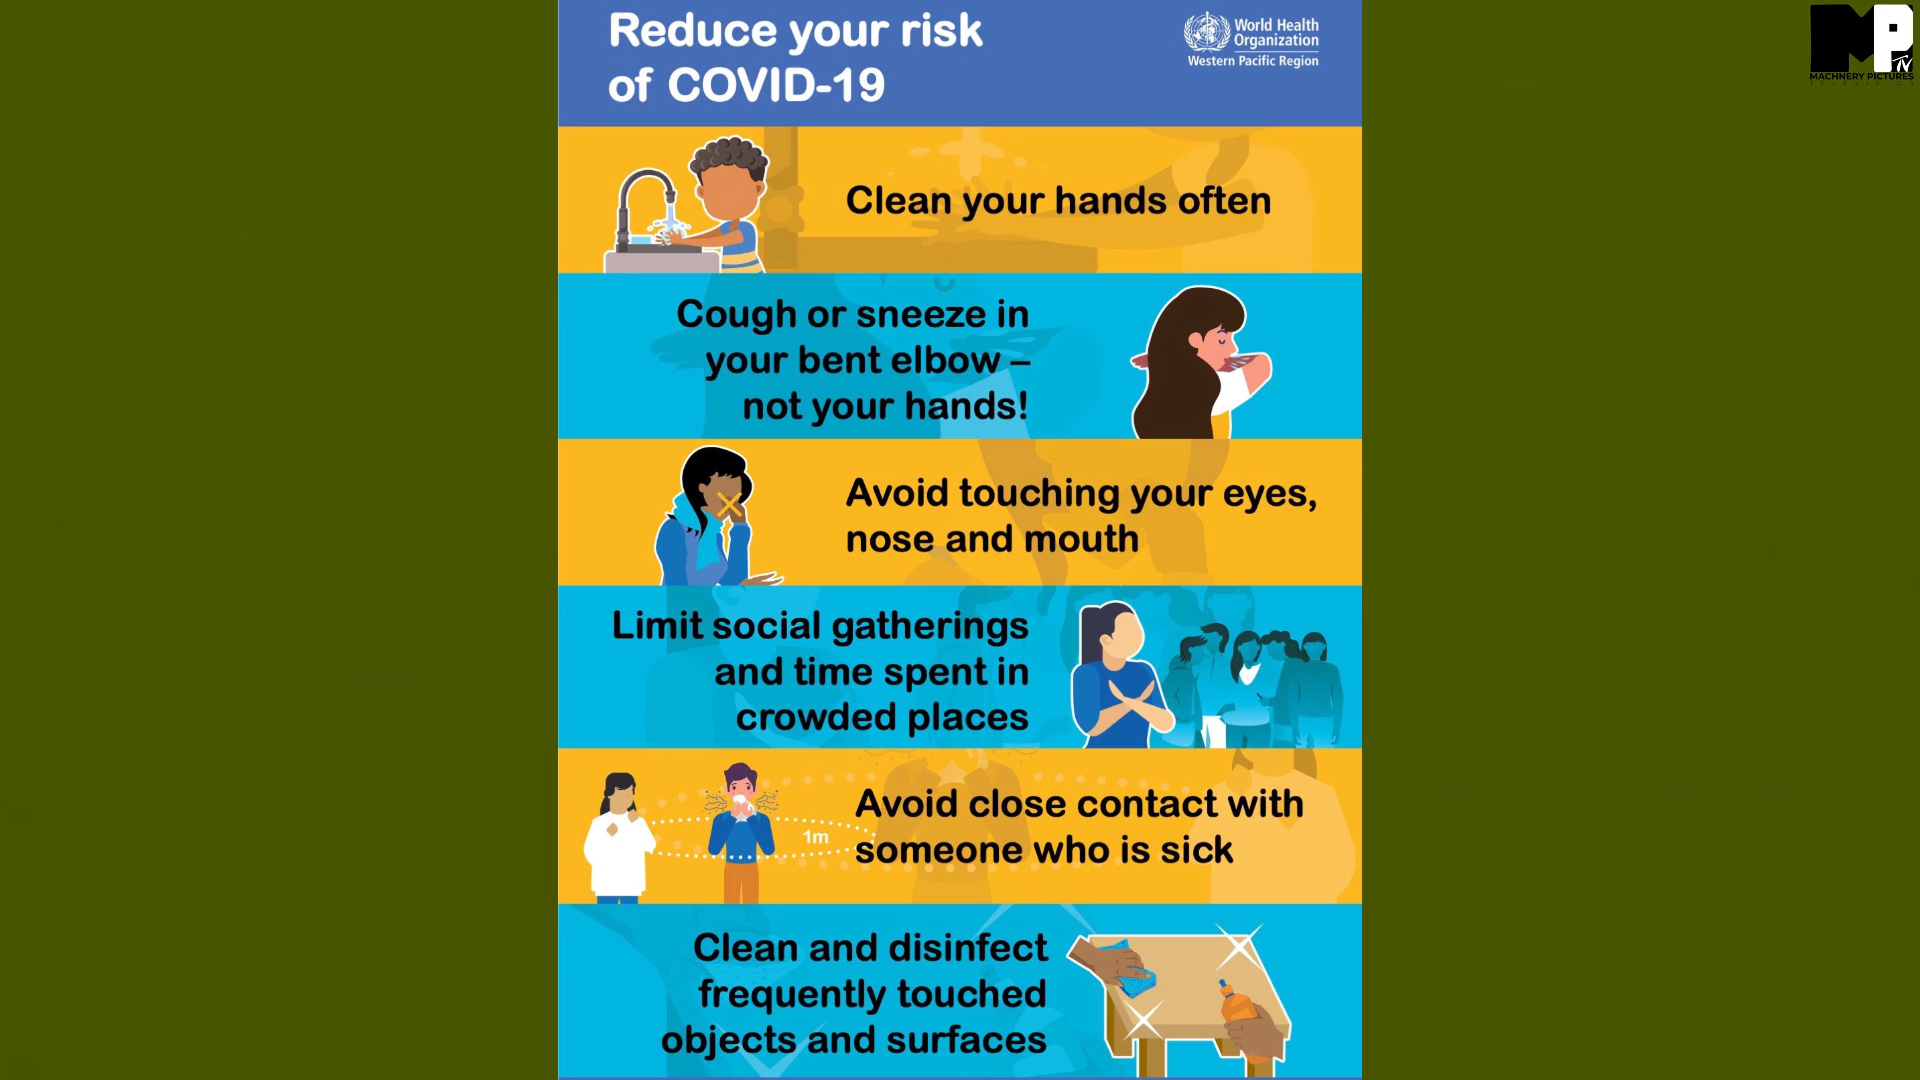 Reduce your risk
of COVID-19
World Health
Organization
Western Pacific Region
MP
TV
MACHNERY PICTURES
TELEVISION
Clean your hands often
Cough or sneeze in
your bent elbow –
not your hands!
Avoid touching your eyes,
nose and mouth
Limit social gatherings
and time spent in
crowded places
1m
Avoid close contact with
someone who is sick
Clean and disinfect
frequently touched
objects and surfaces